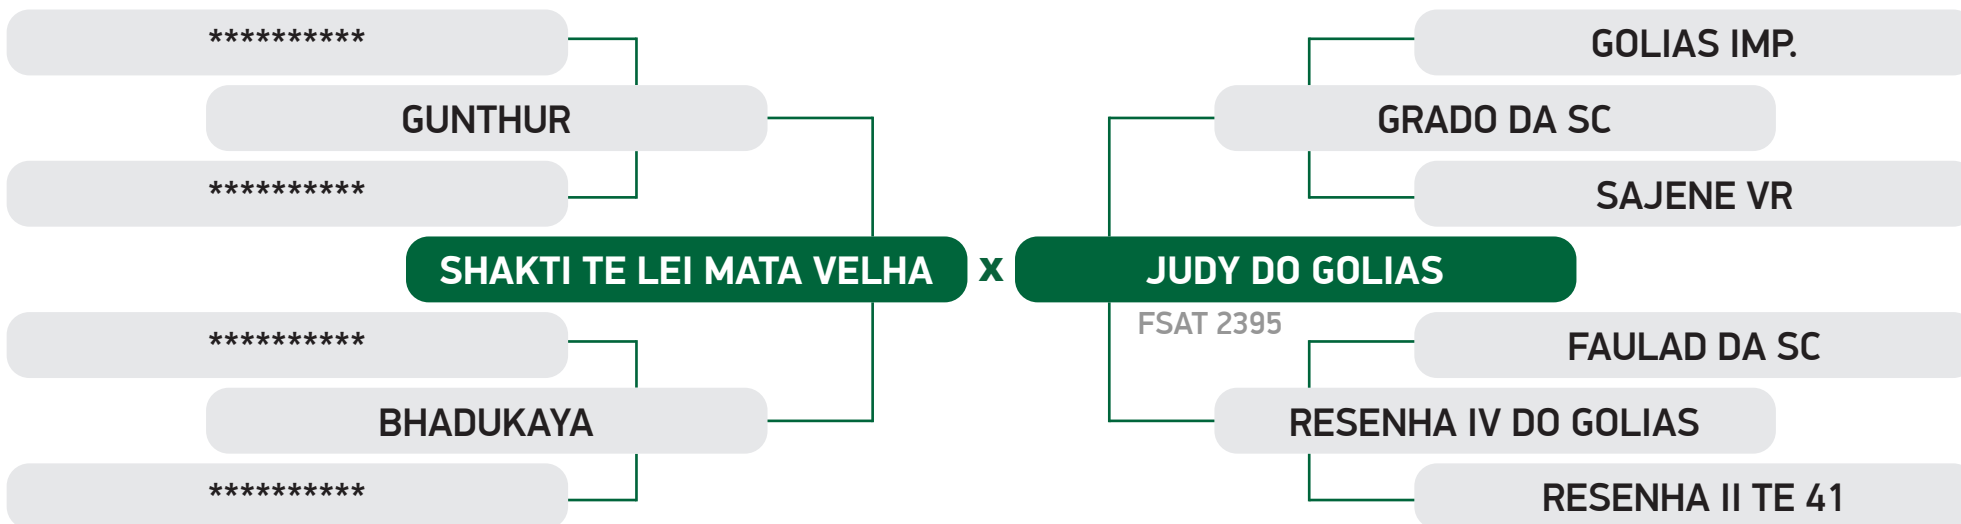 **********
GOLIAS IMP.
GUNTHUR
GRADO DA SC
**********
SAJENE VR
SHAKTI TE LEI MATA VELHA x JUDY DO GOLIAS
FSAT 2395
**********
FAULAD DA SC
BHADUKAYA
RESENHA IV DO GOLIAS
**********
RESENHA II TE 41